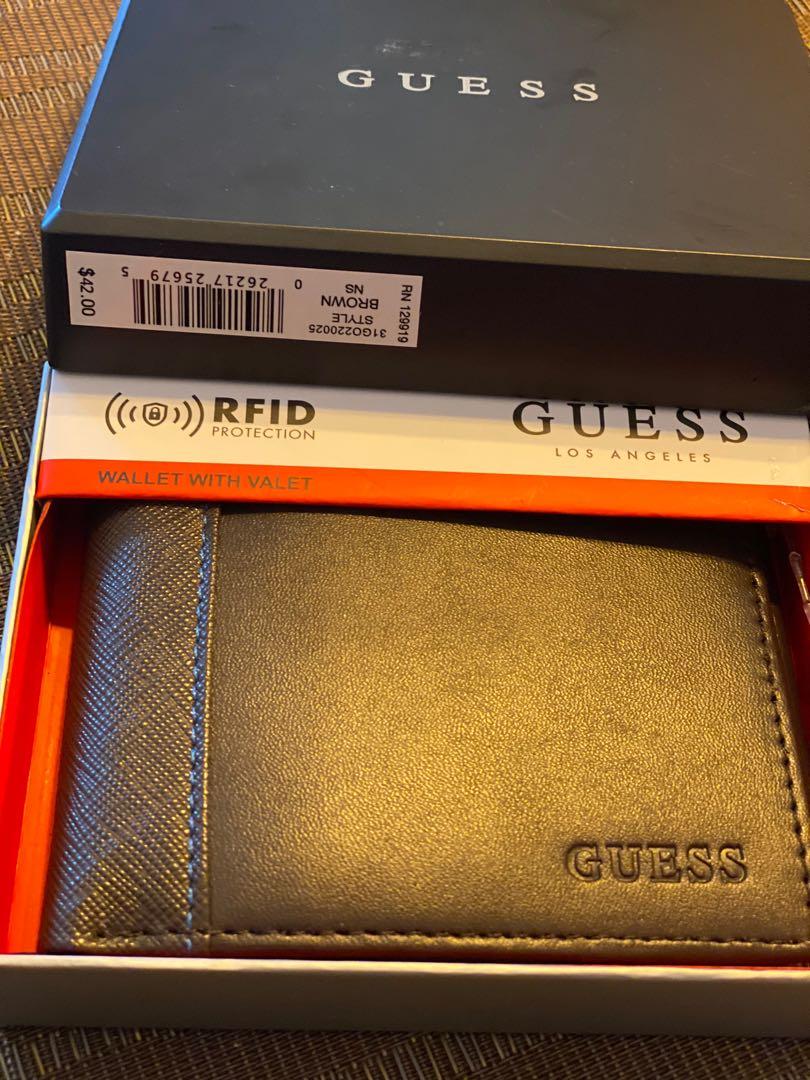 GUESS
RN 129919
31GO220025
STYLE
BROWN
NS
0 26217 25679 5
$42.00
RFID
PROTECTION
GUESS
LOS ANGELES
WALLET WITH VALET
GUESS